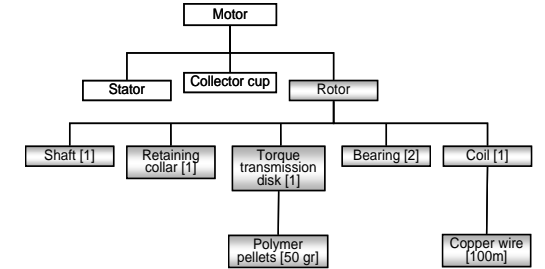 Motor
Stator
Collector cup
Rotor
Shaft [1]
Retaining
collar [1]
Torque
transmission
disk [1]
Bearing [2]
Coil [1]
Polymer
pellets [50 gr]
Copper wire
[100m]